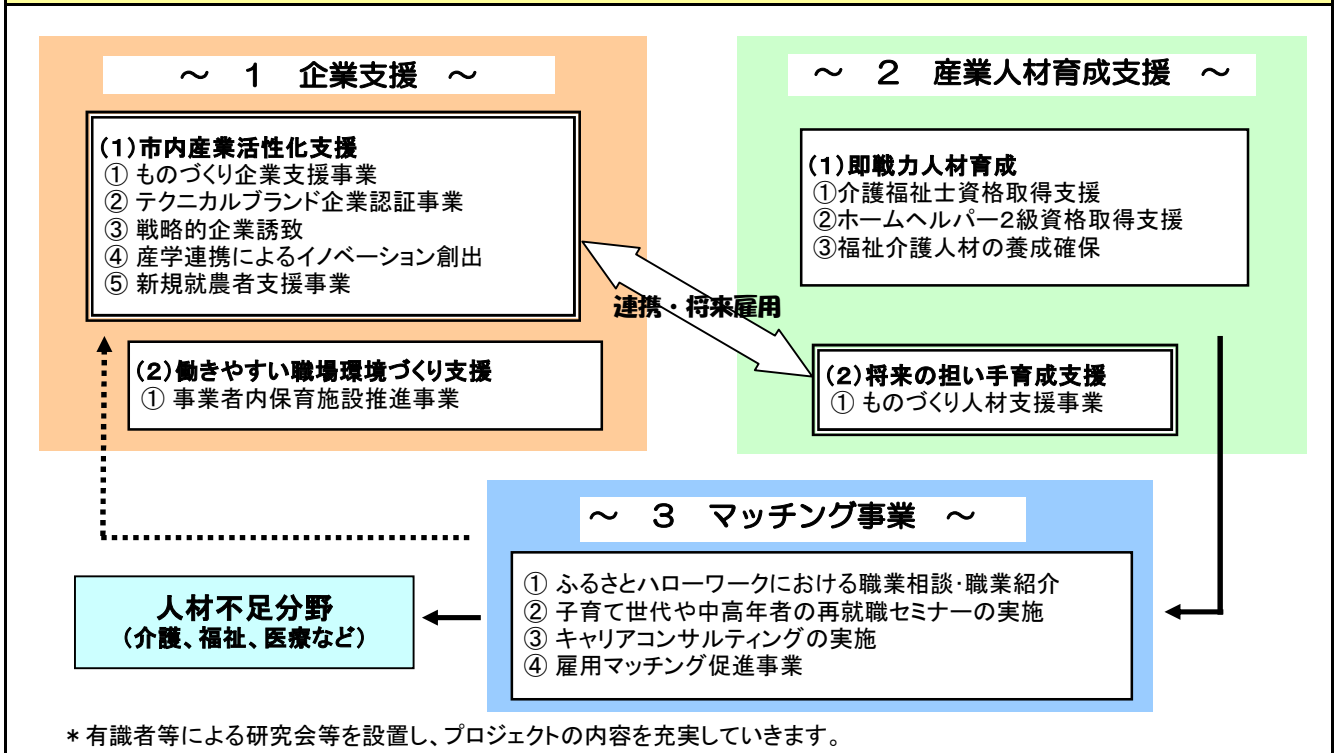 ～　１　企業支援　～
(１)市内産業活性化支援
① ものづくり企業支援事業
② テクニカルブランド企業認証事業
③ 戦略的企業誘致
④ 産学連携によるイノベーション創出
⑤ 新規就農者支援事業
(２)働きやすい職場環境づくり支援
① 事業者内保育施設推進事業
～　２　産業人材育成支援　～
(１)即戦力人材育成
①介護福祉士資格取得支援
②ホームヘルパー２級資格取得支援
③福祉介護人材の養成確保
連携・将来雇用
(２)将来の担い手育成支援
① ものづくり人材支援事業
～　３　マッチング事業　～
① ふるさとハローワークにおける職業相談･職業紹介
② 子育て世代や中高年者の再就職セミナーの実施
③ キャリアコンサルティングの実施
④ 雇用マッチング促進事業
人材不足分野
(介護、福祉、医療など)
＊有識者等による研究会等を設置し、プロジェクトの内容を充実していきます。